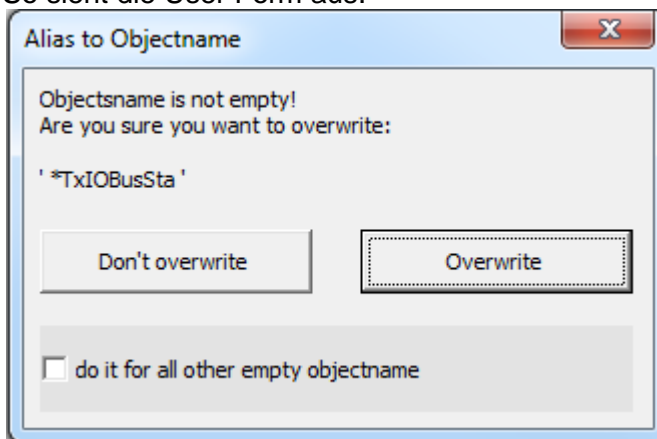 So sieht die User Form aus:
Alias to Objectname
Objectsname is not empty!
Are you sure you want to overwrite:
' *TxIOBusSta '
Don't overwrite
Overwrite
do it for all other empty objectname